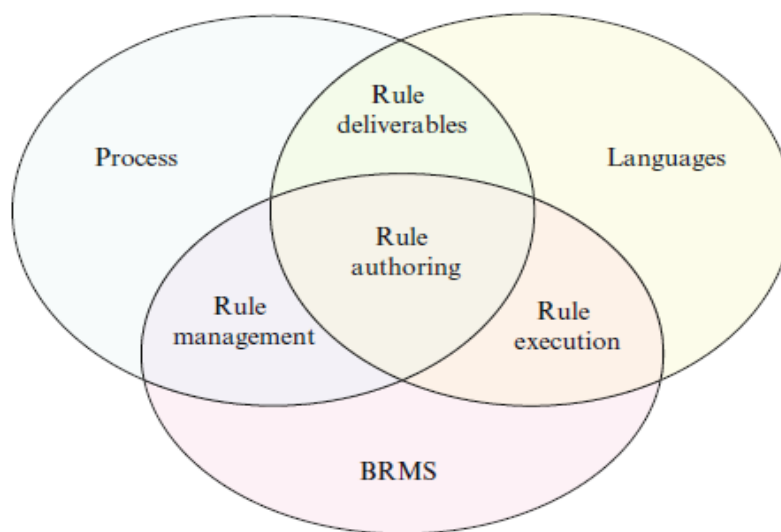 Rule
deliverables
Process
Languages
Rule
authoring
Rule
management
Rule
execution
BRMS